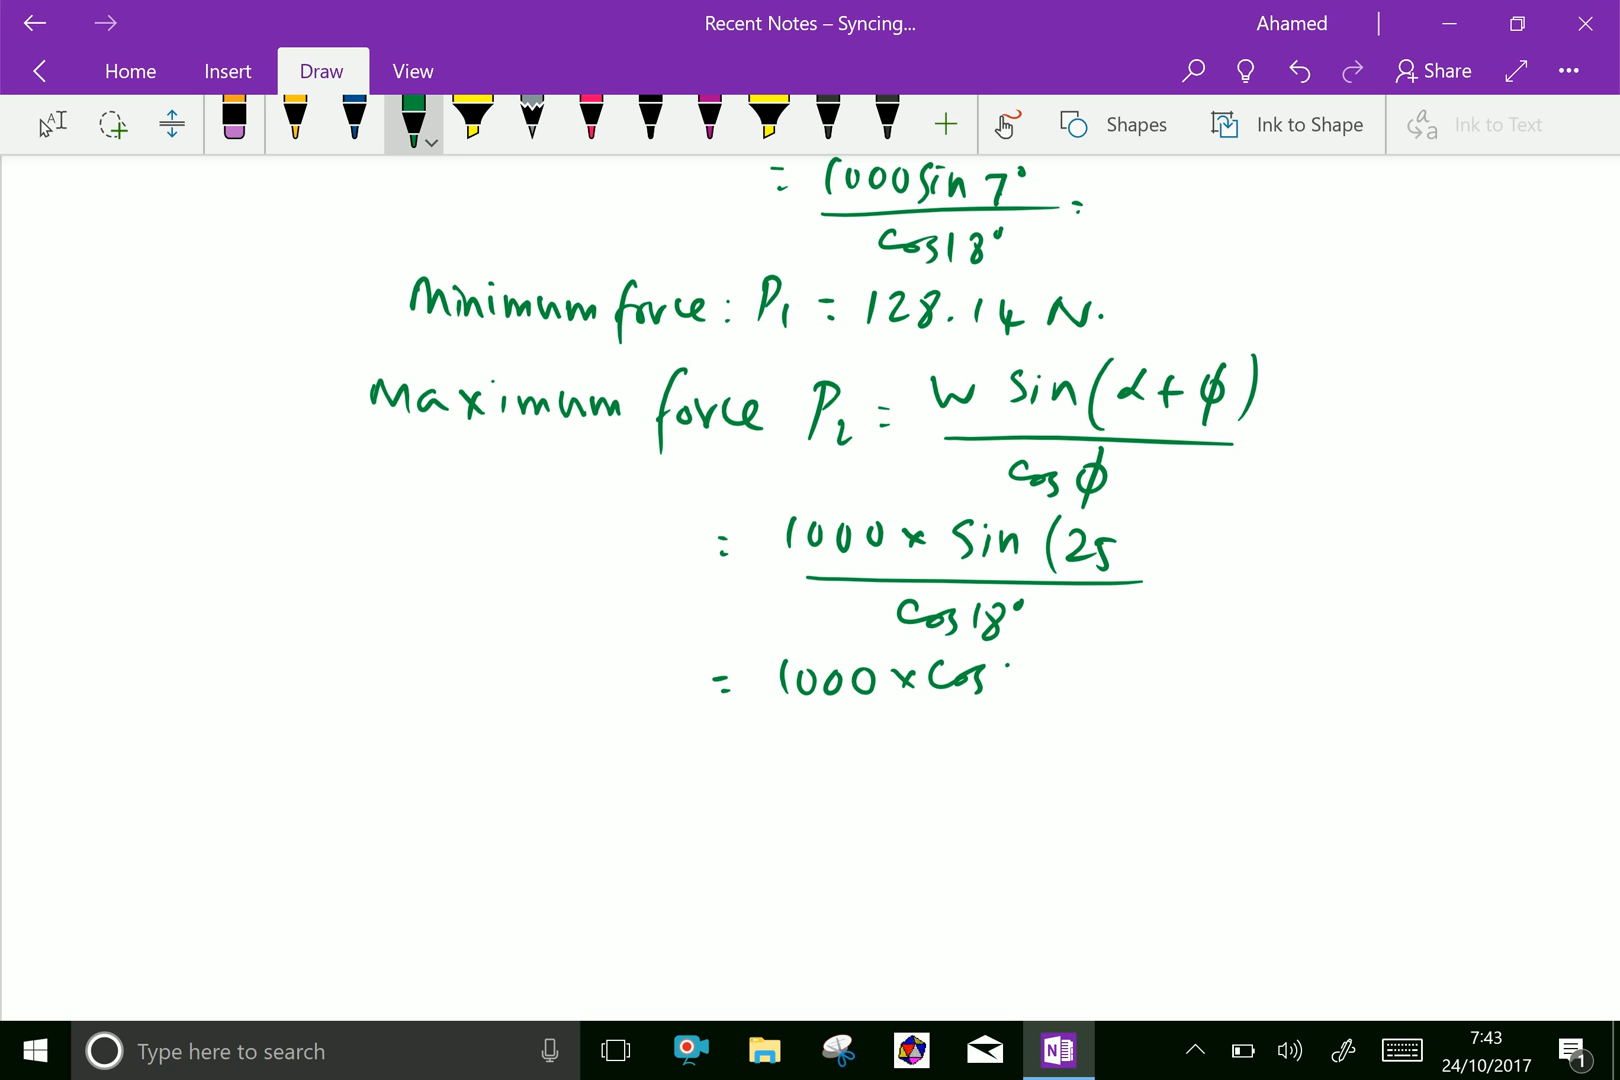 Recent Notes – Syncing...
Ahamed
Home Insert Draw View
Share
Shapes Ink to Shape Ink to Text
= 1000 sin 7°
=
cos 18°
Minimum force : P1 = 128.14 N.
Maximum force P2 = W sin(α + φ)
cos φ
= 1000 × sin (25
cos 18°
= 1000 × cos
Type here to search
7:43
24/10/2017
1